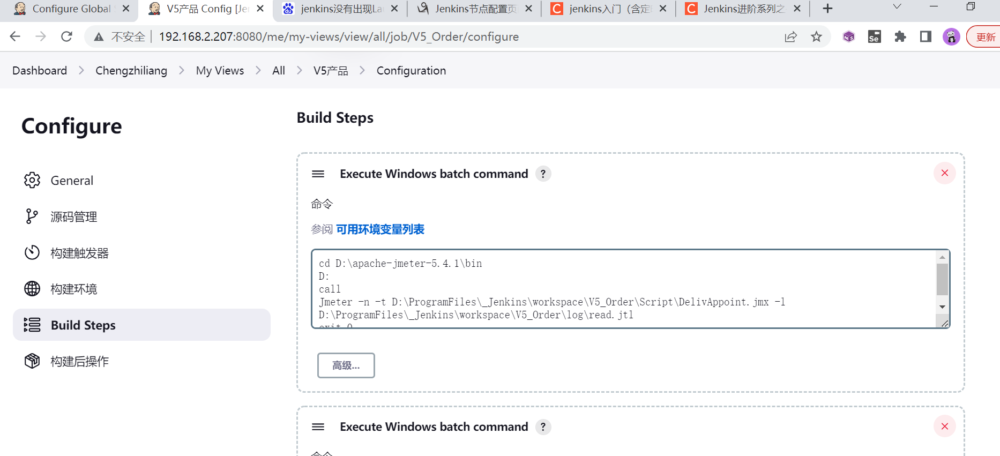 Configure Global
V5产品 Config [Je
jenkins没有出现La
Jenkins节点配置页
jenkins入门（含定
Jenkins进阶系列之
不安全
192.168.2.207:8080/me/my-views/view/all/job/V5_Order/configure
更新
Dashboard
Chengzhiliang
My Views
All
V5产品
Configuration
Configure
General
源码管理
构建触发器
构建环境
Build Steps
构建后操作
Build Steps
Execute Windows batch command ?
命令
参阅 可用环境变量列表
cd D:\apache-jmeter-5.4.1\bin
D:
call
Jmeter -n -t D:\ProgramFiles\_Jenkins\workspace\V5_Order\Script\DelivAppoint.jmx -l
D:\ProgramFiles\_Jenkins\workspace\V5_Order\log\read.jtl
exit 0
高级...
Execute Windows batch command ?
命令